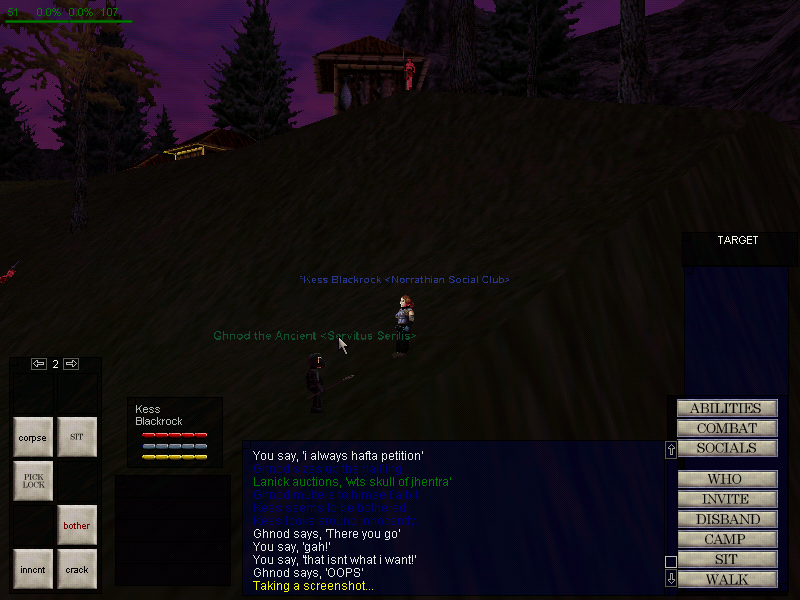 51 0.0% 0.0% 107
TARGET
*Kess Blackrock <Norrathian Social Club>
Ghnod the Ancient <Servitus Serilis>
2
corpse
SIT
PICK
LOCK
bother
inncnt
crack
Kess
Blackrock
You say, 'i always hafta petition'
Lanick auctions, 'wts skull of jhentra'
Ghnod says, 'There you go'
You say, 'gah!'
You say, 'that isnt what i want!'
Ghnod says, 'OOPS'
Taking a screenshot...
ABILITIES
COMBAT
SOCIALS
WHO
INVITE
DISBAND
CAMP
SIT
WALK